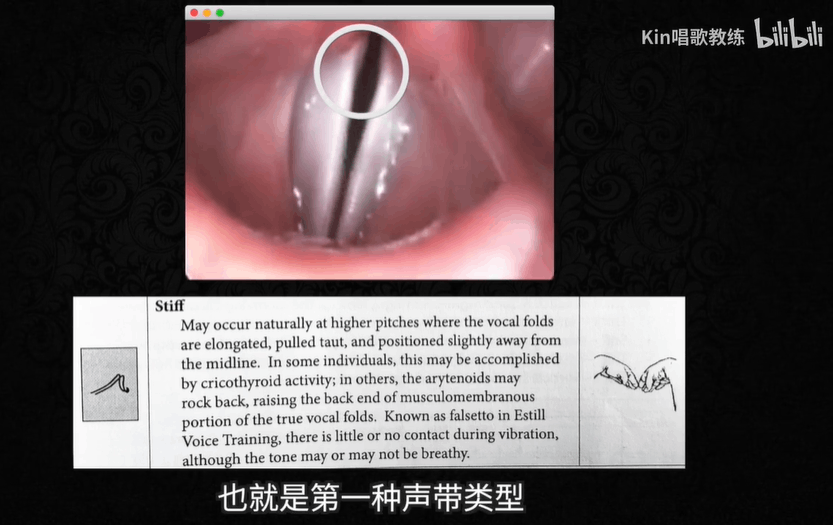 Kin唱歌教练 bilibili
Stiff
May occur naturally at higher pitches where the vocal folds
are elongated, pulled taut, and positioned slightly away from
the midline. In some individuals, this may be accomplished
by cricothyroid activity; in others, the arytenoids may
rock back, raising the back end of musculomembranous
portion of the true vocal folds. Known as falsetto in Estill
Voice Training, there is little or no contact during vibration,
although the tone may or may not be breathy.
也就是第一种声带类型